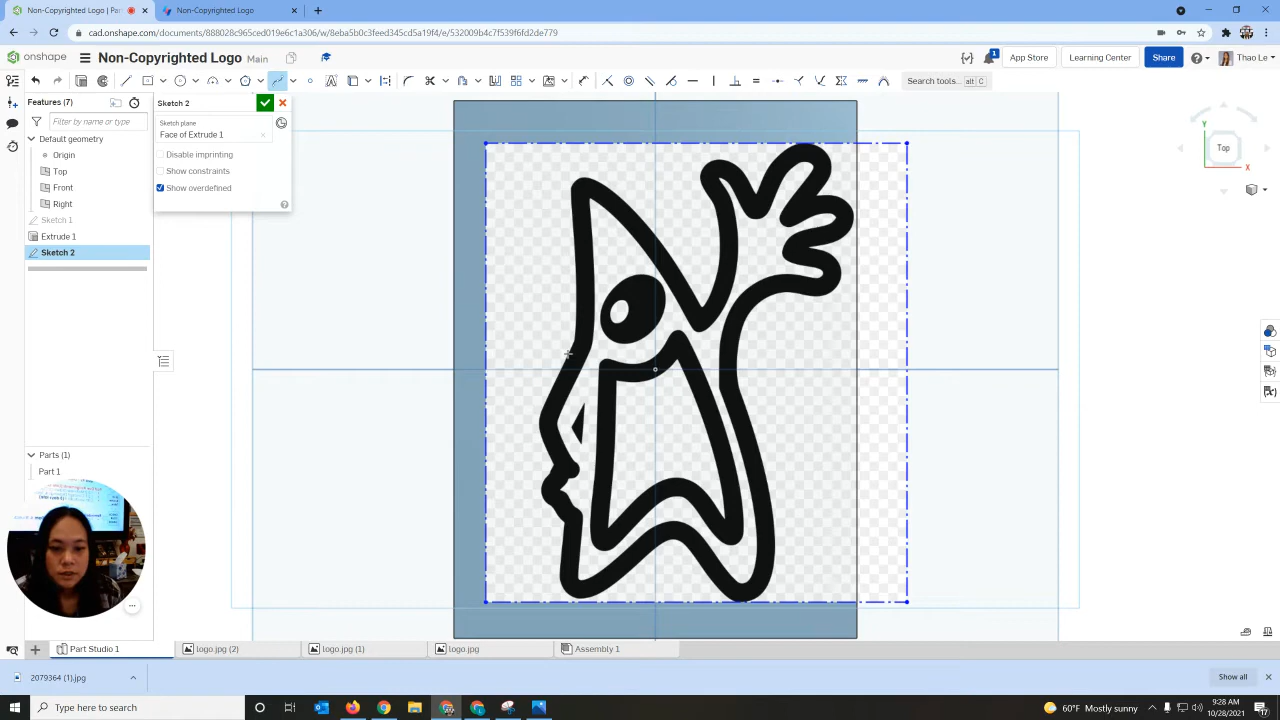 Non-Copyrighted Logo | Par
Non-Copyrighted Logo
cad.onshape.com/documents/888028c965ced019e6c1a306/w/8eba5b0c3feed345cd5a19f4/e/532009b4c7f539f6fd2de779
onshape
Non-Copyrighted Logo Main
1
App Store
Learning Center
Share
Thao Le
Search tools...
alt
C
Features (7)
Filter by name or type
Default geometry
Origin
Top
Front
Right
Sketch 1
Extrude 1
Sketch 2
Sketch 2
Sketch plane
Face of Extrude 1
Disable imprinting
Show constraints
Show overdefined
Y
Top
X
Parts (1)
Part 1
Part Studio 1
logo.jpg (2)
logo.jpg (1)
logo.jpg
Assembly 1
2079364 (1).jpg
Show all
Type here to search
60°F Mostly sunny
9:28 AM
10/28/2021